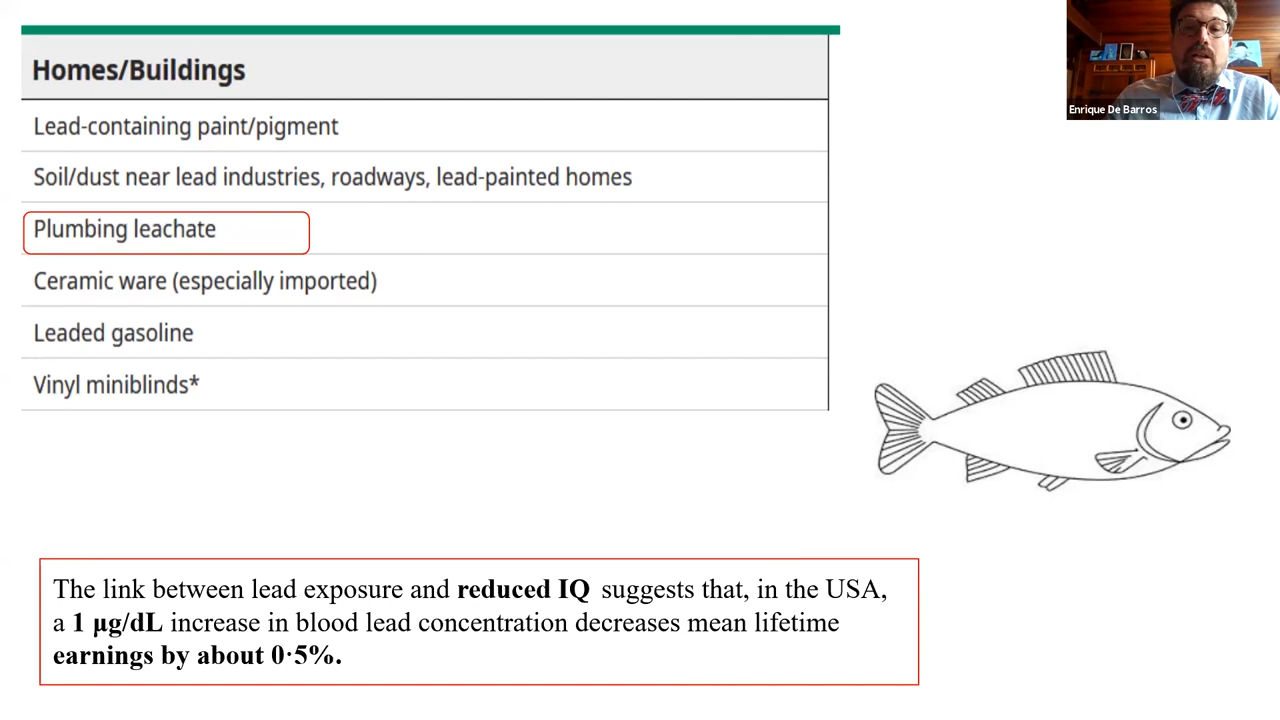 Homes/Buildings
Lead-containing paint/pigment
Soil/dust near lead industries, roadways, lead-painted homes
Plumbing leachate
Ceramic ware (especially imported)
Leaded gasoline
Vinyl miniblinds*
Enrique De Barros
The link between lead exposure and reduced IQ suggests that, in the USA,
a 1 µg/dL increase in blood lead concentration decreases mean lifetime
earnings by about 0·5%.